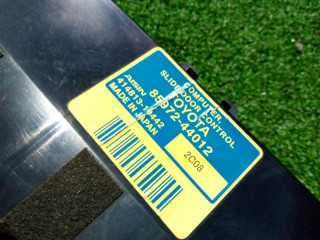 COMPUTER
SLIDE DOOR CONTROL
TOYOTA
85972-44012
AISIN
MADE IN JAPAN
2C08